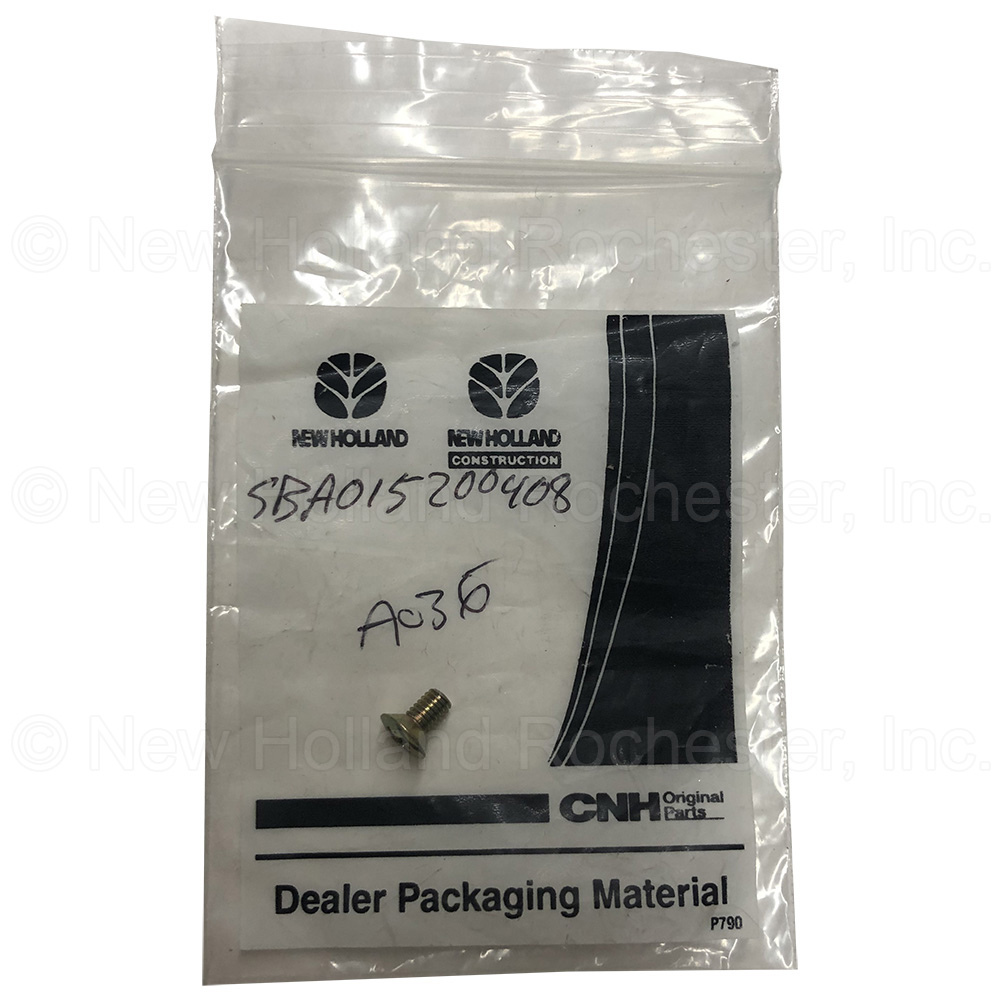 © New Holland Rochester, Inc.
NEW HOLLAND
NEW HOLLAND
CONSTRUCTION
SBA015200408
© New Holland Rochester, Inc.
A036
© New Holland Rochester, Inc.
CNH Original Parts
Dealer Packaging Material
P790